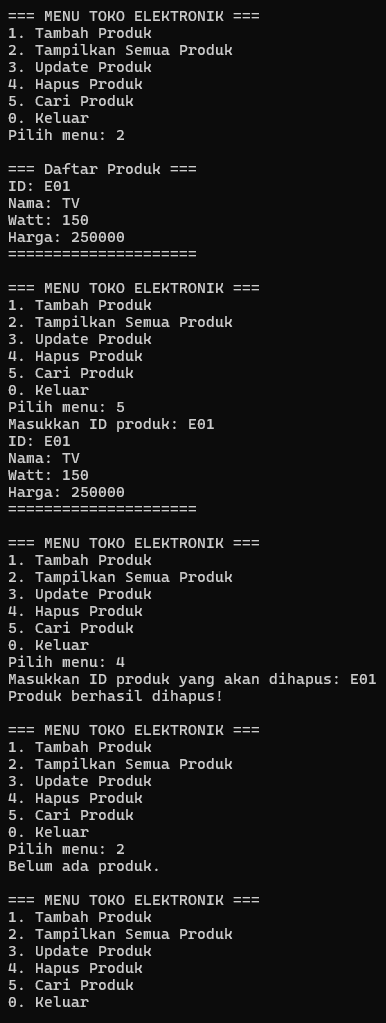 === MENU TOKO ELEKTRONIK ===
1. Tambah Produk
2. Tampilkan Semua Produk
3. Update Produk
4. Hapus Produk
5. Cari Produk
0. Keluar
Pilih menu: 2

=== Daftar Produk ===
ID: E01
Nama: TV
Watt: 150
Harga: 250000
=====================

=== MENU TOKO ELEKTRONIK ===
1. Tambah Produk
2. Tampilkan Semua Produk
3. Update Produk
4. Hapus Produk
5. Cari Produk
0. Keluar
Pilih menu: 5
Masukkan ID produk: E01
ID: E01
Nama: TV
Watt: 150
Harga: 250000
=====================

=== MENU TOKO ELEKTRONIK ===
1. Tambah Produk
2. Tampilkan Semua Produk
3. Update Produk
4. Hapus Produk
5. Cari Produk
0. Keluar
Pilih menu: 4
Masukkan ID produk yang akan dihapus: E01
Produk berhasil dihapus!

=== MENU TOKO ELEKTRONIK ===
1. Tambah Produk
2. Tampilkan Semua Produk
3. Update Produk
4. Hapus Produk
5. Cari Produk
0. Keluar
Pilih menu: 2
Belum ada produk.

=== MENU TOKO ELEKTRONIK ===
1. Tambah Produk
2. Tampilkan Semua Produk
3. Update Produk
4. Hapus Produk
5. Cari Produk
0. Keluar